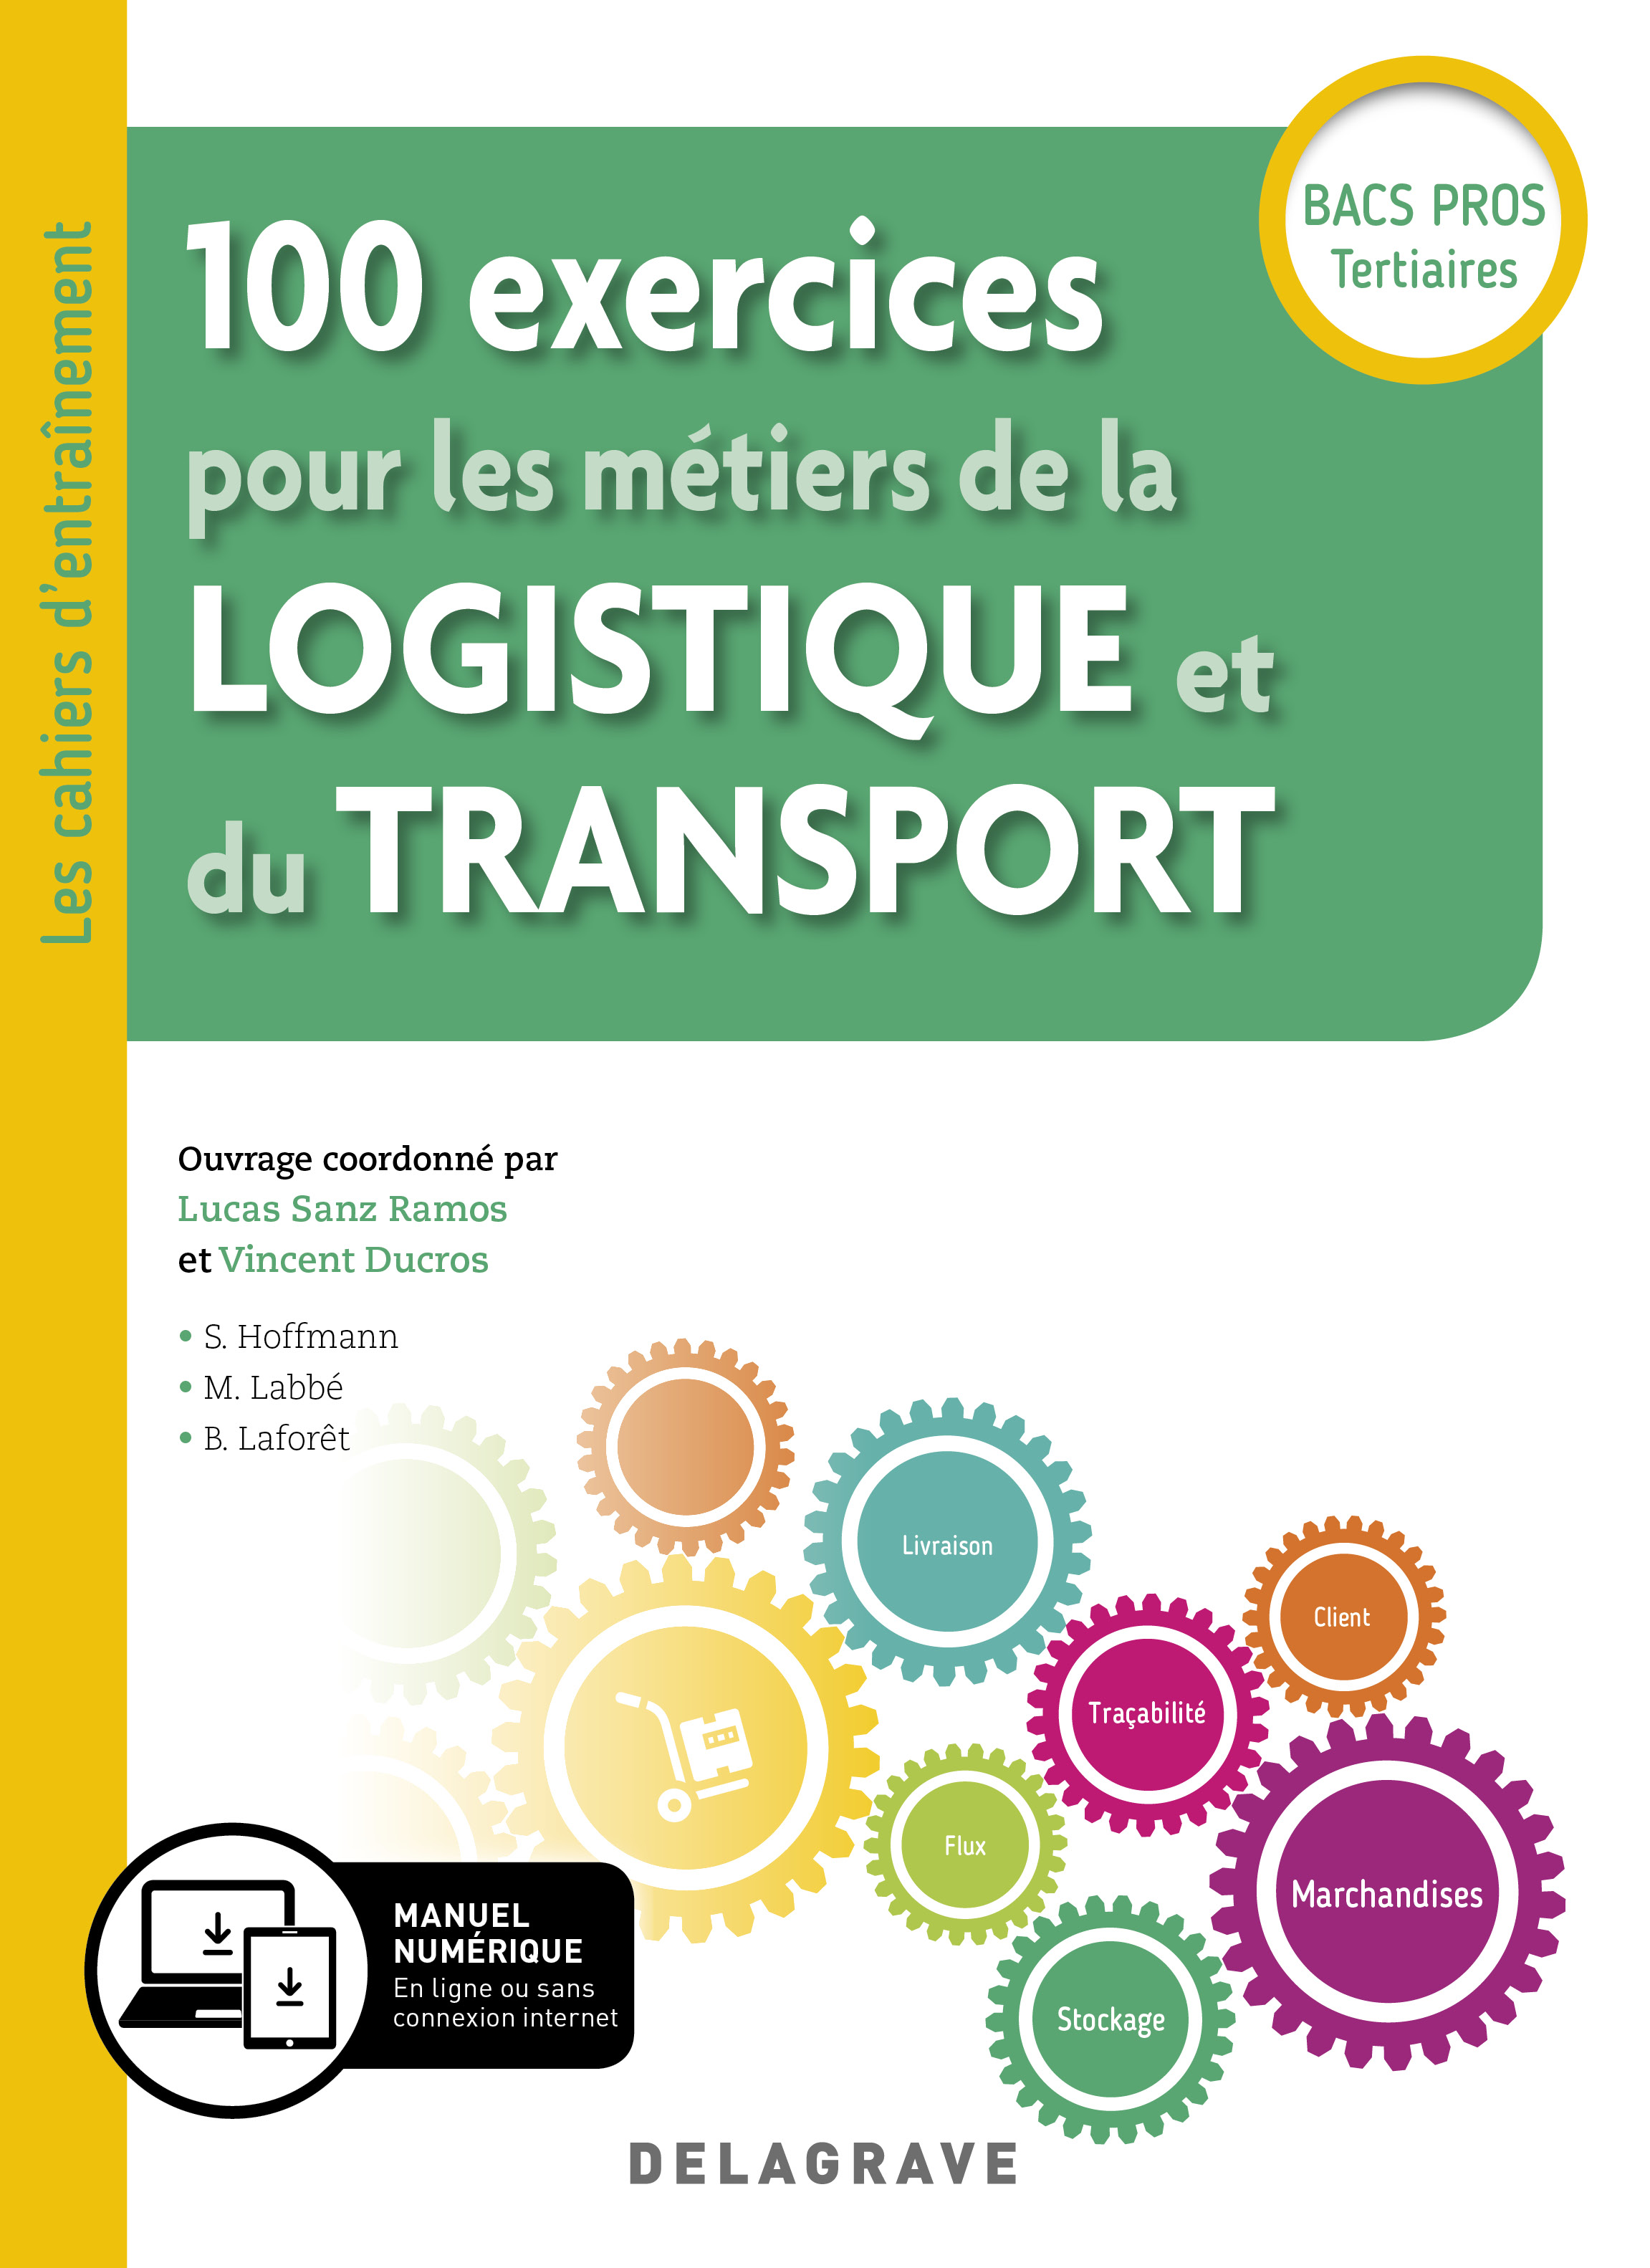 Les cahiers d'entraînement
BACS PROS
Tertiaires
100 exercices
pour les métiers de la
LOGISTIQUE et
du TRANSPORT
Ouvrage coordonné par
Lucas Sanz Ramos
et Vincent Ducros
• S. Hoffmann
• M. Labbé
• B. Laforêt
Livraison
Client
Traçabilité
Flux
Marchandises
Stockage
MANUEL
NUMÉRIQUE
En ligne ou sans
connexion internet
DELAGRAVE